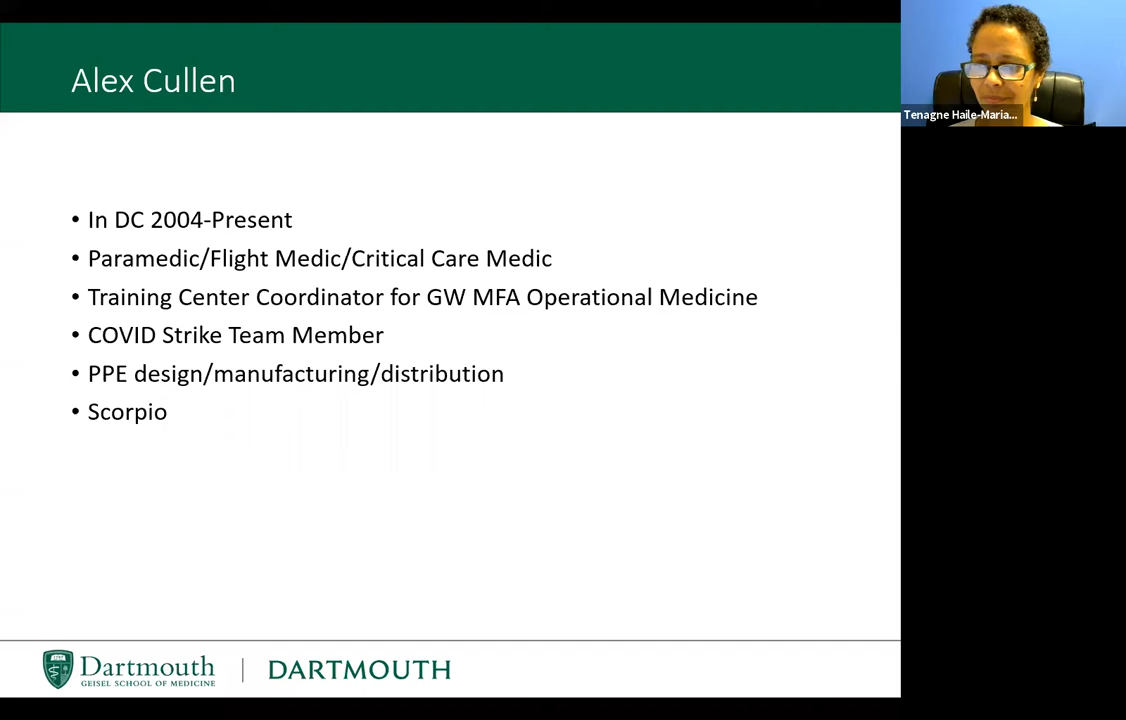 Alex Cullen
Tenagne Haile-Maria...
• In DC 2004-Present
• Paramedic/Flight Medic/Critical Care Medic
• Training Center Coordinator for GW MFA Operational Medicine
• COVID Strike Team Member
• PPE design/manufacturing/distribution
• Scorpio
Dartmouth
GEISEL SCHOOL OF MEDICINE
DARTMOUTH